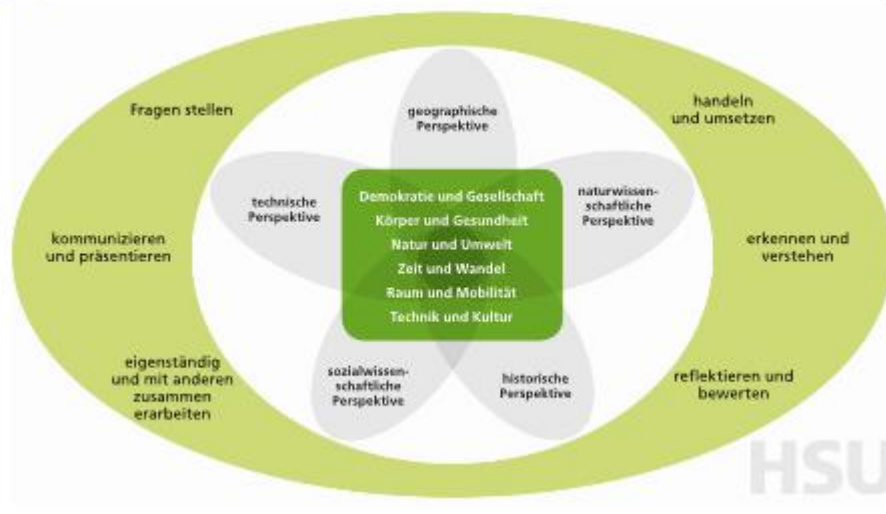 Fragen stellen
handeln
und umsetzen
geographische
Perspektive
technische
Perspektive
naturwissen-
schaftliche
Perspektive
Demokratie und Gesellschaft
Körper und Gesundheit
Natur und Umwelt
Zeit und Wandel
Raum und Mobilität
Technik und Kultur
kommunizieren
und präsentieren
erkennen und
verstehen
eigenständig
und mit anderen
zusammen
erarbeiten
sozialwissen-
schaftliche
Perspektive
historische
Perspektive
reflektieren und
bewerten
HSU